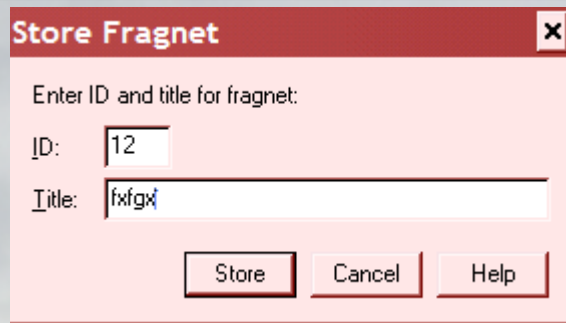 Store Fragnet
Enter ID and title for fragnet:
ID: 12
Title: fxfgx
Store Cancel Help